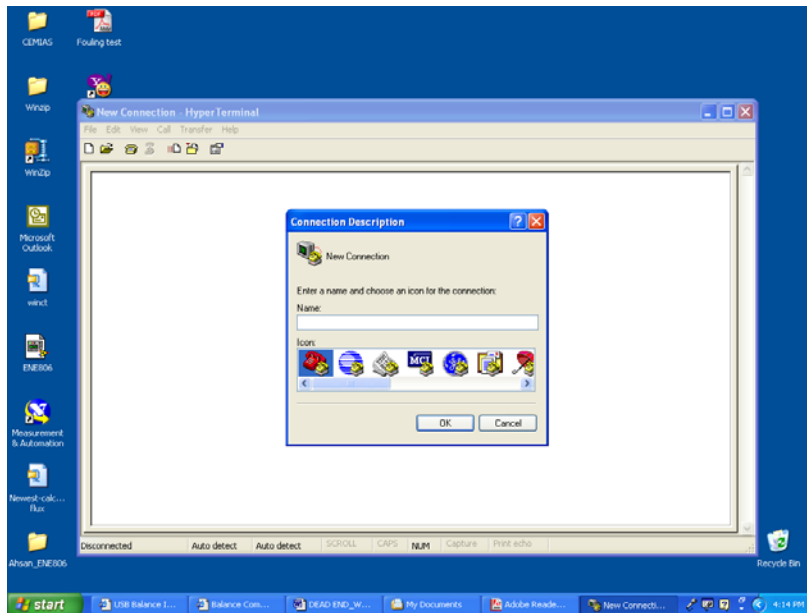 CEMIAS
Fouling test
Winzip
WinZip
Microsoft
Outlook
winct
ENE806
Measurement
& Automation
Newest-calc...
flux
Ahsan_ENE806
New Connection - HyperTerminal
File Edit View Call Transfer Help
Connection Description
New Connection
Enter a name and choose an icon for the connection:
Name:
Icon:
MCI
OK Cancel
Disconnected Auto detect Auto detect SCROLL CAPS NUM Capture Print echo
Recycle Bin
start USB Balance I... Balance Com... DEAD END_W... My Documents Adobe Reade... New Connecti... 4:14 PM